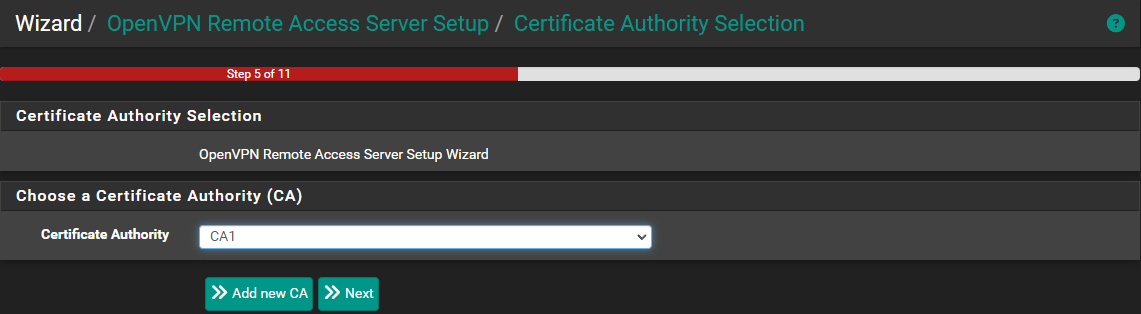 Wizard / OpenVPN Remote Access Server Setup / Certificate Authority Selection
Step 5 of 11
Certificate Authority Selection
OpenVPN Remote Access Server Setup Wizard
Choose a Certificate Authority (CA)
Certificate Authority CA1
Add new CA Next